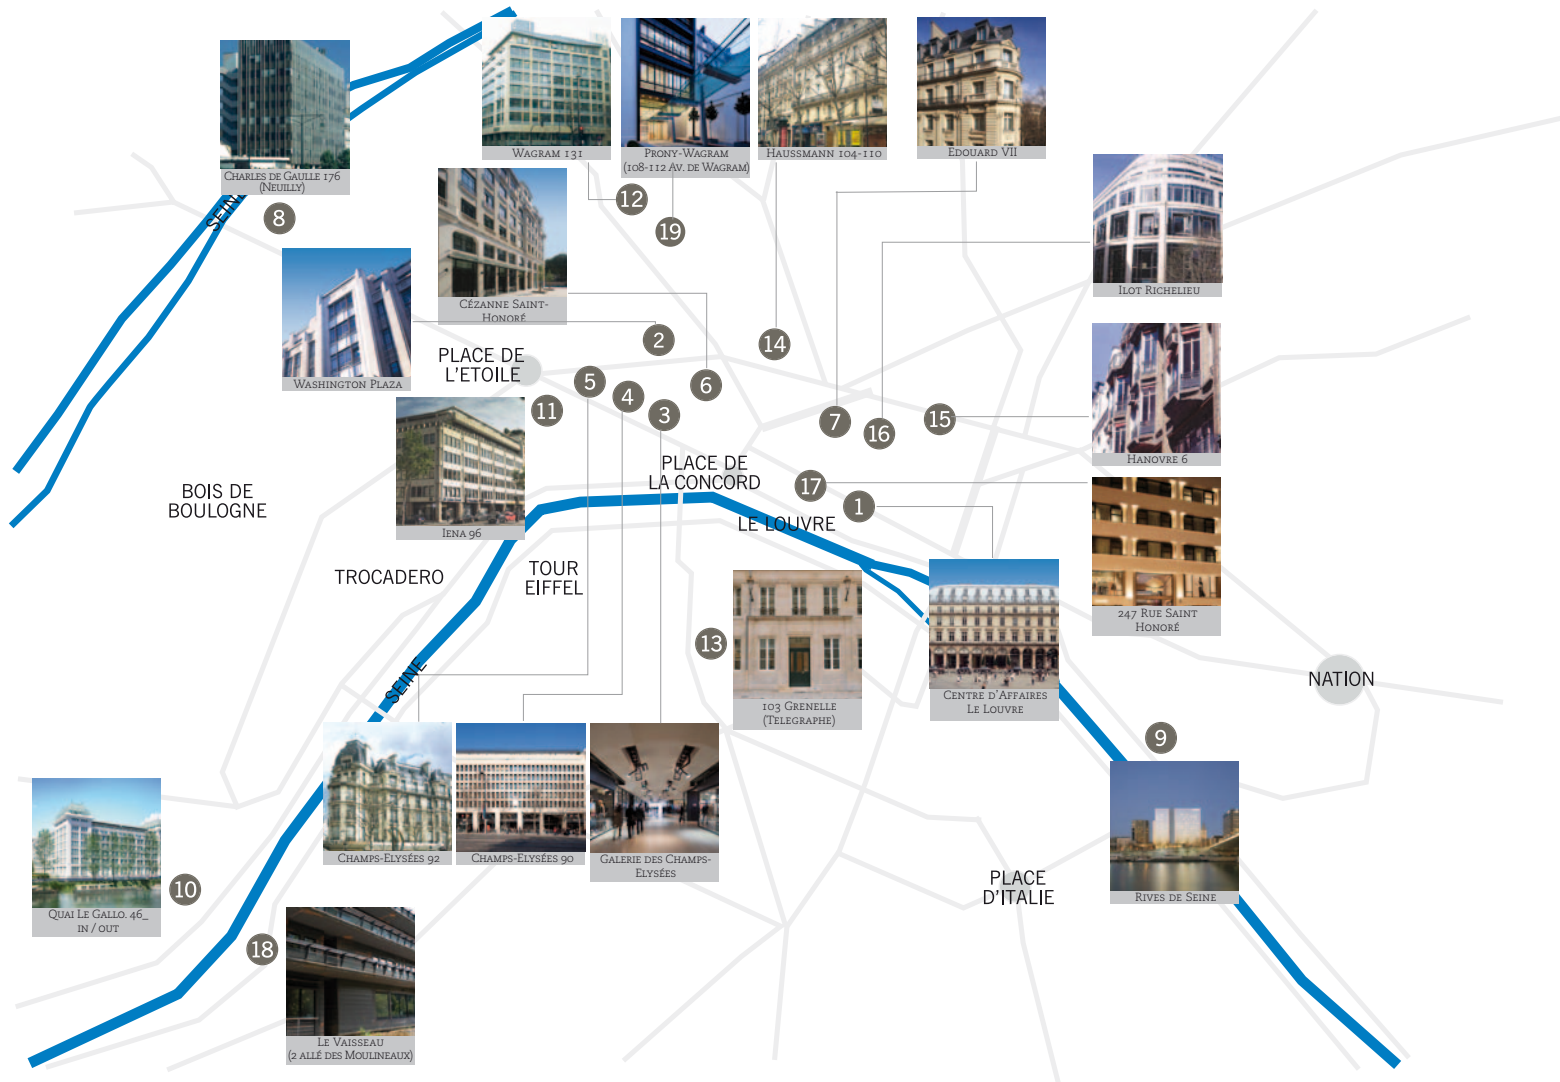 Wagram 131
Prony-Wagram
(108-112 Av. de Wagram)
Haussmann 104-110
Edouard VII
Charles de Gaulle 176
(Neuilly)
SEINE
8
12
19
Ilot Richelieu
Cézanne Saint-
Honoré
Washington Plaza
2
14
PLACE DE
L'ETOILE
5
4
3
6
11
7
16
15
Hanovre 6
PLACE DE
LA CONCORD
17
1
LE LOUVRE
BOIS DE
BOULOGNE
Iena 96
TROCADERO
TOUR
EIFFEL
247 Rue Saint
Honoré
13
103 Grenelle
(Telegraphe)
Centre d'Affaires
Le Louvre
NATION
SEINE
9
Champs-Elysées 92
Champs-Elysées 90
Galerie des Champs-
Elysées
10
Quai Le Gallo. 46_
in / out
PLACE
D'ITALIE
Rives de Seine
18
Le Vaisseau
(2 allé des Moulineaux)